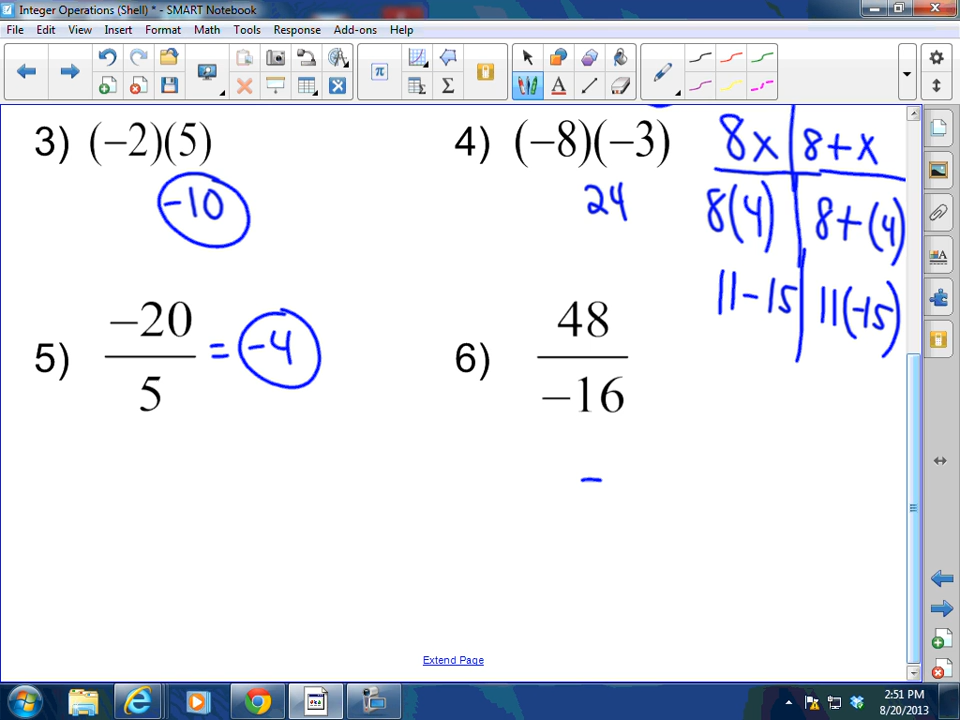 Integer Operations (Shell) * - SMART Notebook
File Edit View Insert Format Math Tools Response Add-ons Help
3) (−2)(5)
-10
4) (−8)(−3)
24
8x | 8+x
8(4) | 8+(4)
11-15 | 11(-15)
5) −20
5
= -4
6) 48
−16
-
Extend Page
2:51 PM
8/20/2013